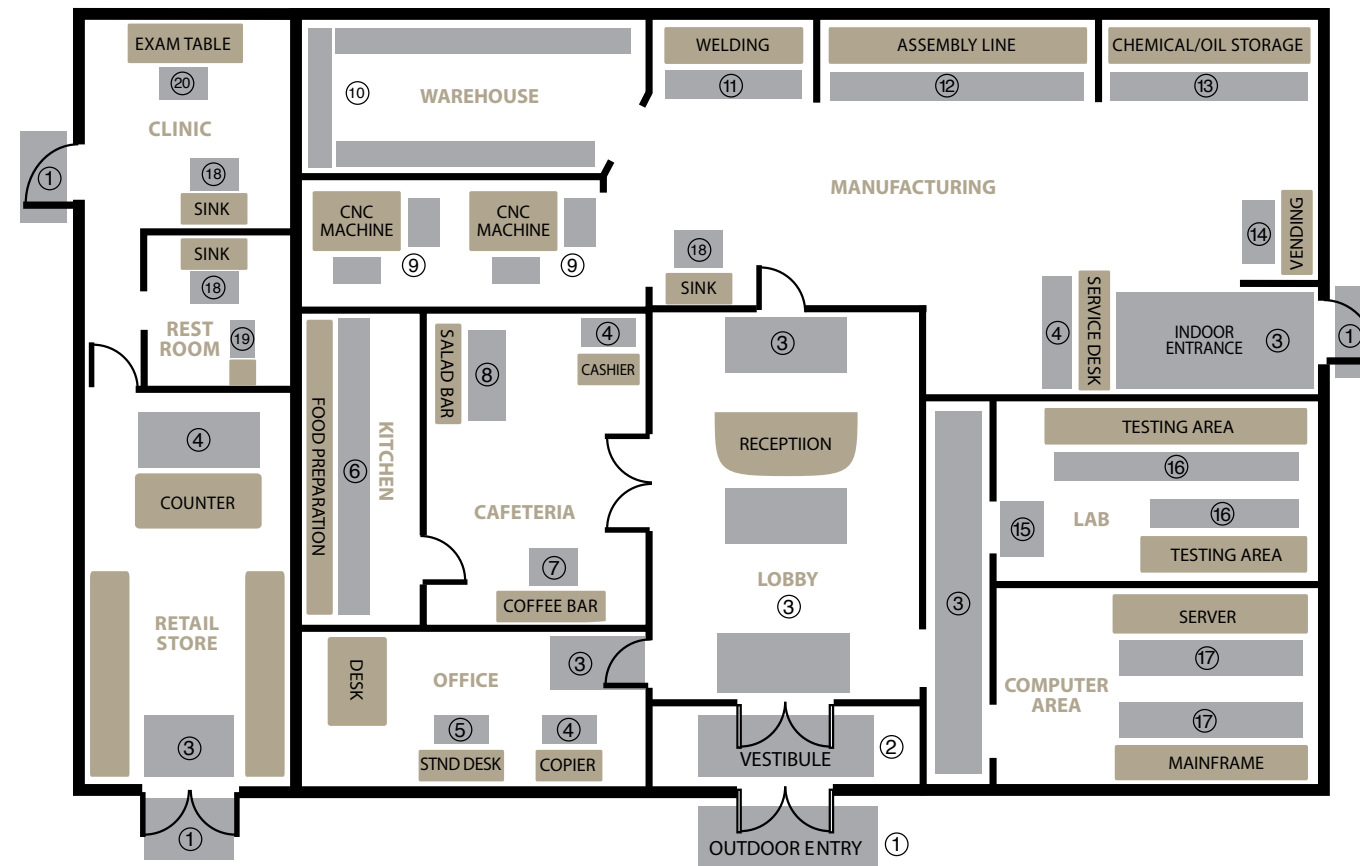 EXAM TABLE
⑳
CLINIC
①
⑱
SINK
SINK
⑱
REST
ROOM
⑲
④
COUNTER
RETAIL
STORE
③
①
⑩
WAREHOUSE
CNC
MACHINE
⑨
CNC
MACHINE
⑨
WELDING
⑪
ASSEMBLY LINE
⑫
CHEMICAL/OIL STORAGE
⑬
MANUFACTURING
⑱
SINK
⑭
VENDING
④
SERVICE DESK
INDOOR
ENTRANCE
③
①
FOOD PREPARATION
⑥
KITCHEN
SALAD BAR
⑧
④
CASHIER
CAFETERIA
⑦
COFFEE BAR
③
RECEPTIION
LOBBY
③
③
TESTING AREA
⑯
⑮
LAB
⑯
TESTING AREA
SERVER
⑰
COMPUTER
AREA
⑰
MAINFRAME
DESK
OFFICE
③
⑤
STND DESK
④
COPIER
VESTIBULE
②
OUTDOOR ENTRY
①